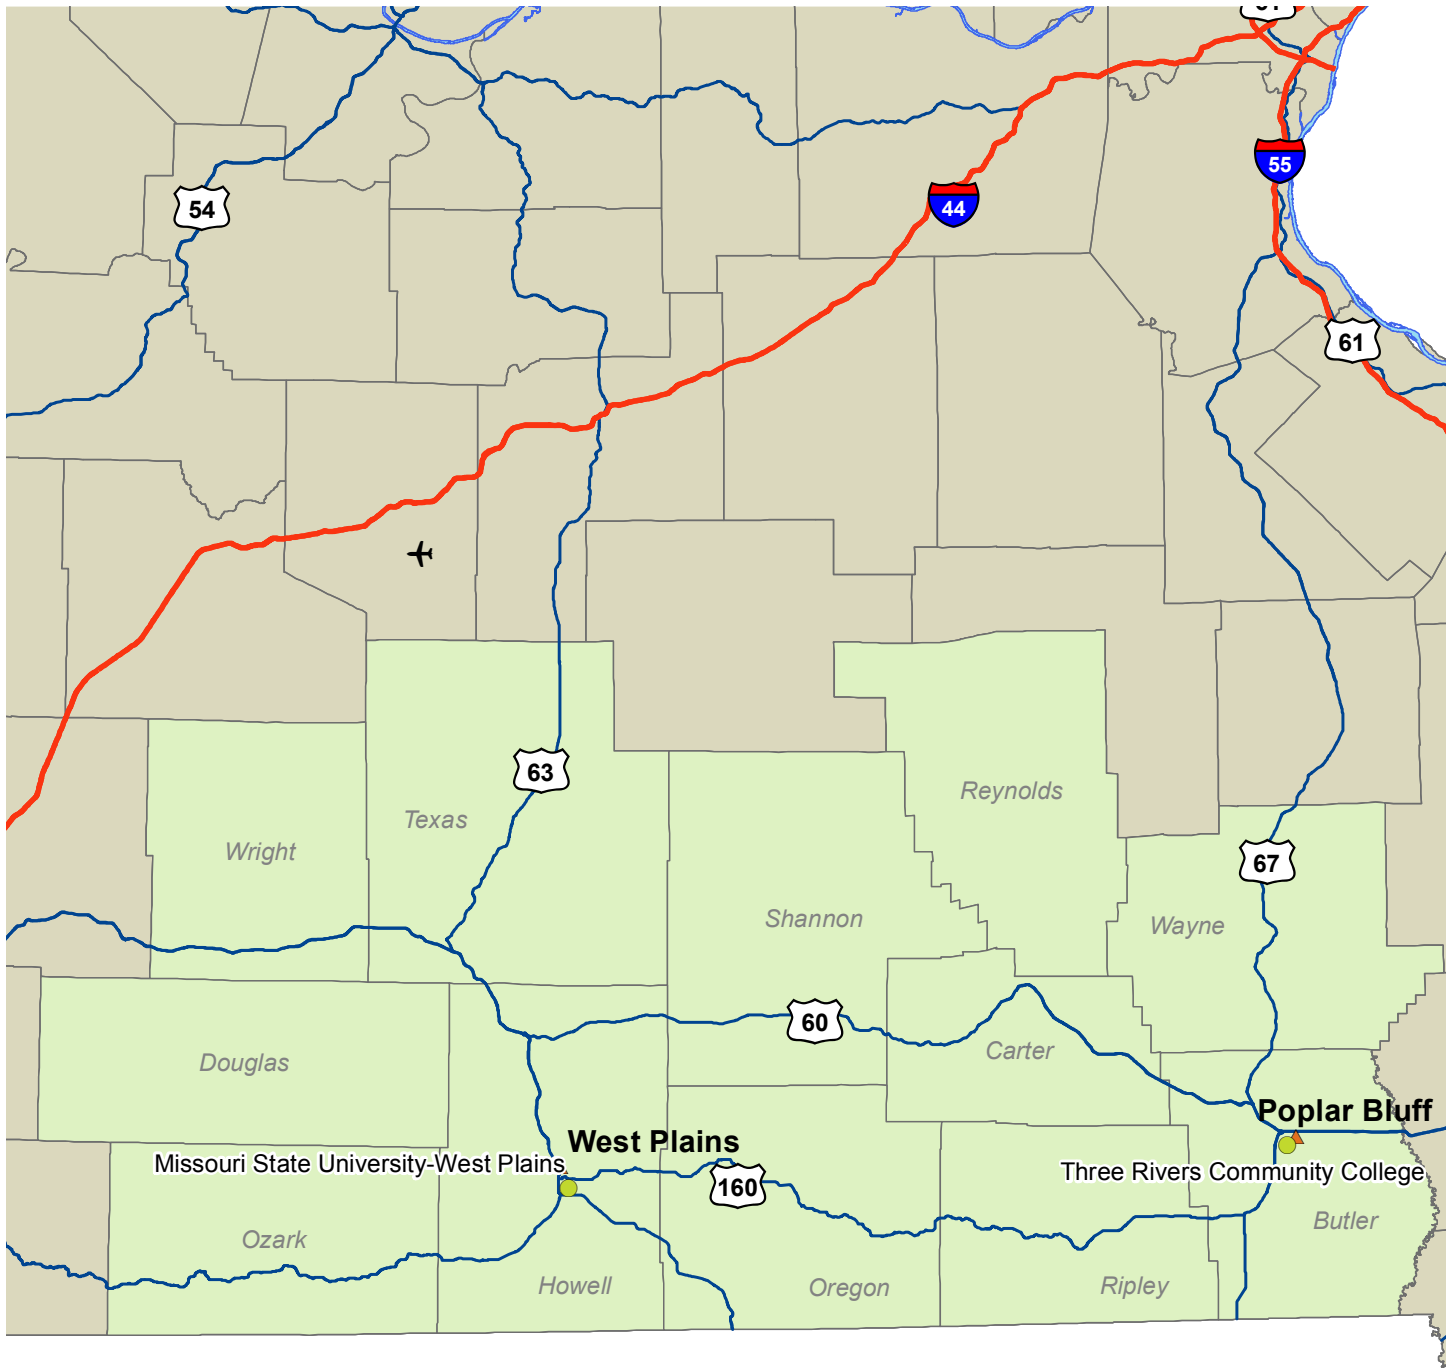 61
55
54
44
61
63
Reynolds
Texas
Wright
67
Shannon
Wayne
60
Carter
Douglas
Poplar Bluff
West Plains
Missouri State University-West Plains
Three Rivers Community College
160
Butler
Ozark
Howell
Oregon
Ripley